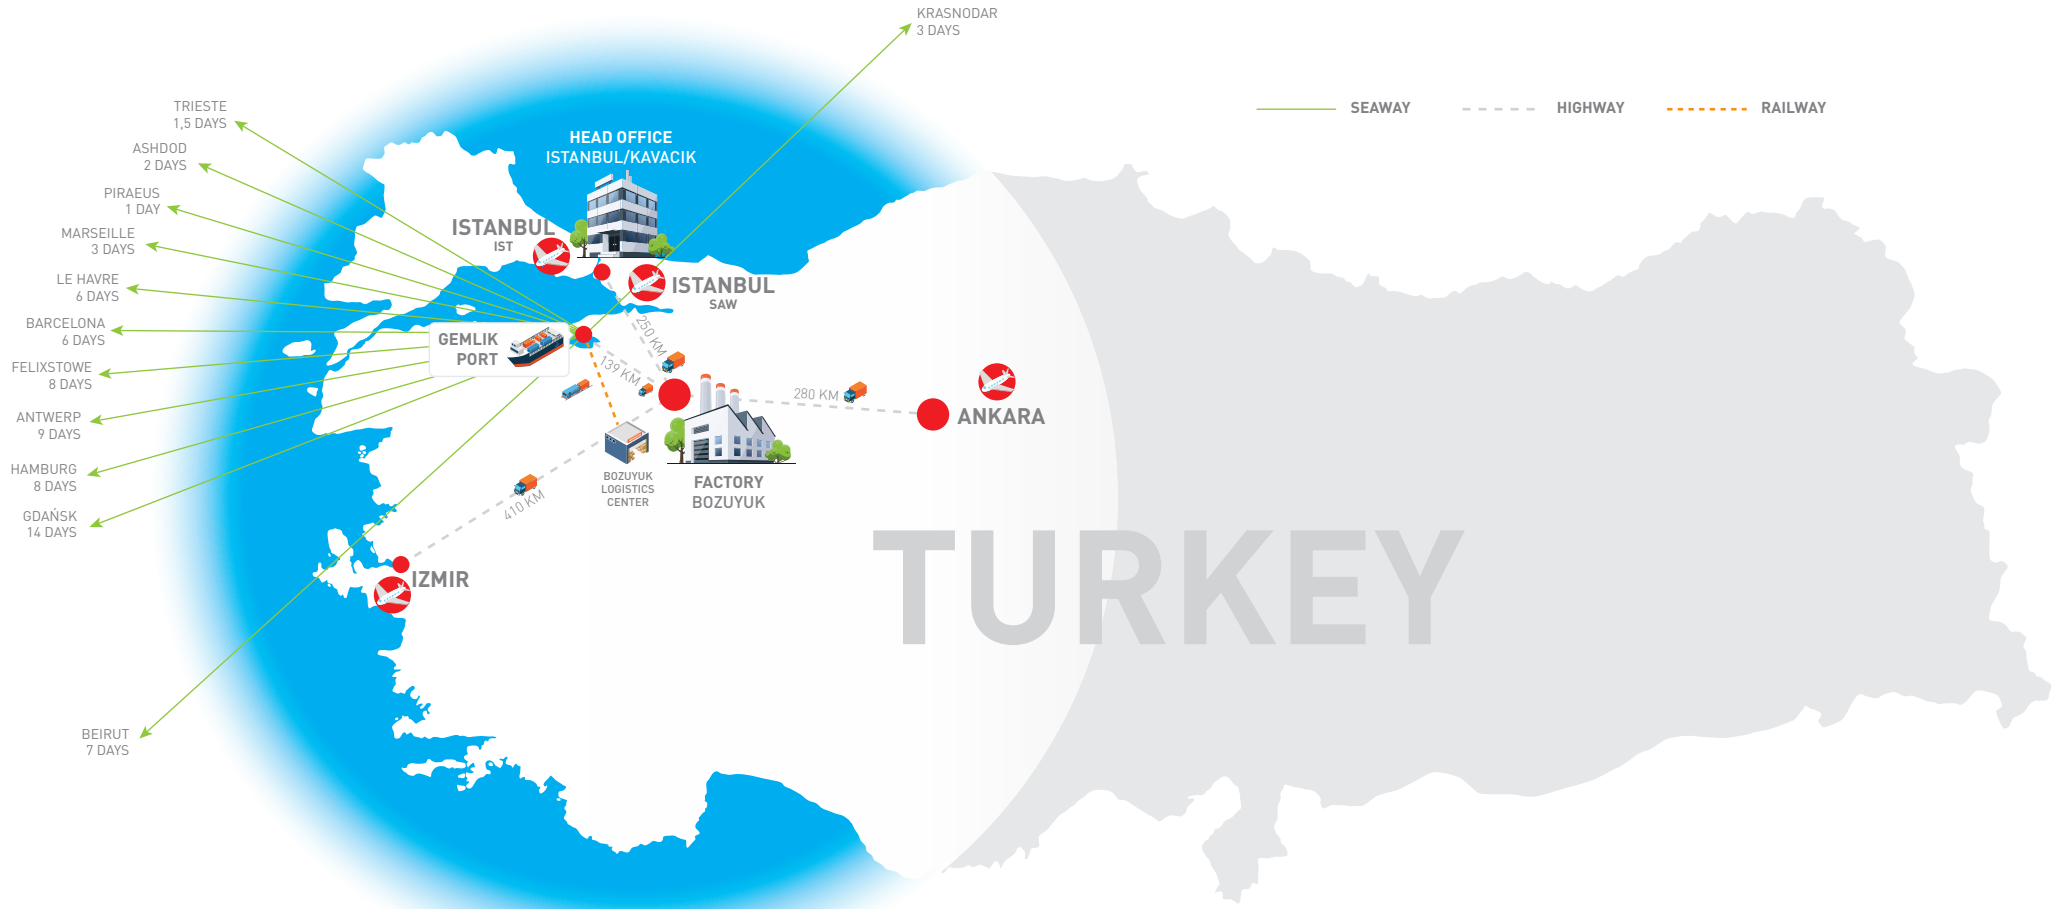 KRASNODAR
3 DAYS
SEAWAY
HIGHWAY
RAILWAY
TRIESTE
1,5 DAYS
ASHDOD
2 DAYS
PIRAEUS
1 DAY
MARSEILLE
3 DAYS
LE HAVRE
6 DAYS
BARCELONA
6 DAYS
FELIXSTOWE
8 DAYS
ANTWERP
9 DAYS
HAMBURG
8 DAYS
GDAŃSK
14 DAYS
BEIRUT
7 DAYS
HEAD OFFICE
ISTANBUL/KAVACIK
ISTANBUL
IST
ISTANBUL
SAW
GEMLIK
PORT
250 KM
139 KM
280 KM
ANKARA
410 KM
BOZUYUK
LOGISTICS
CENTER
FACTORY
BOZUYUK
IZMIR
TURKEY